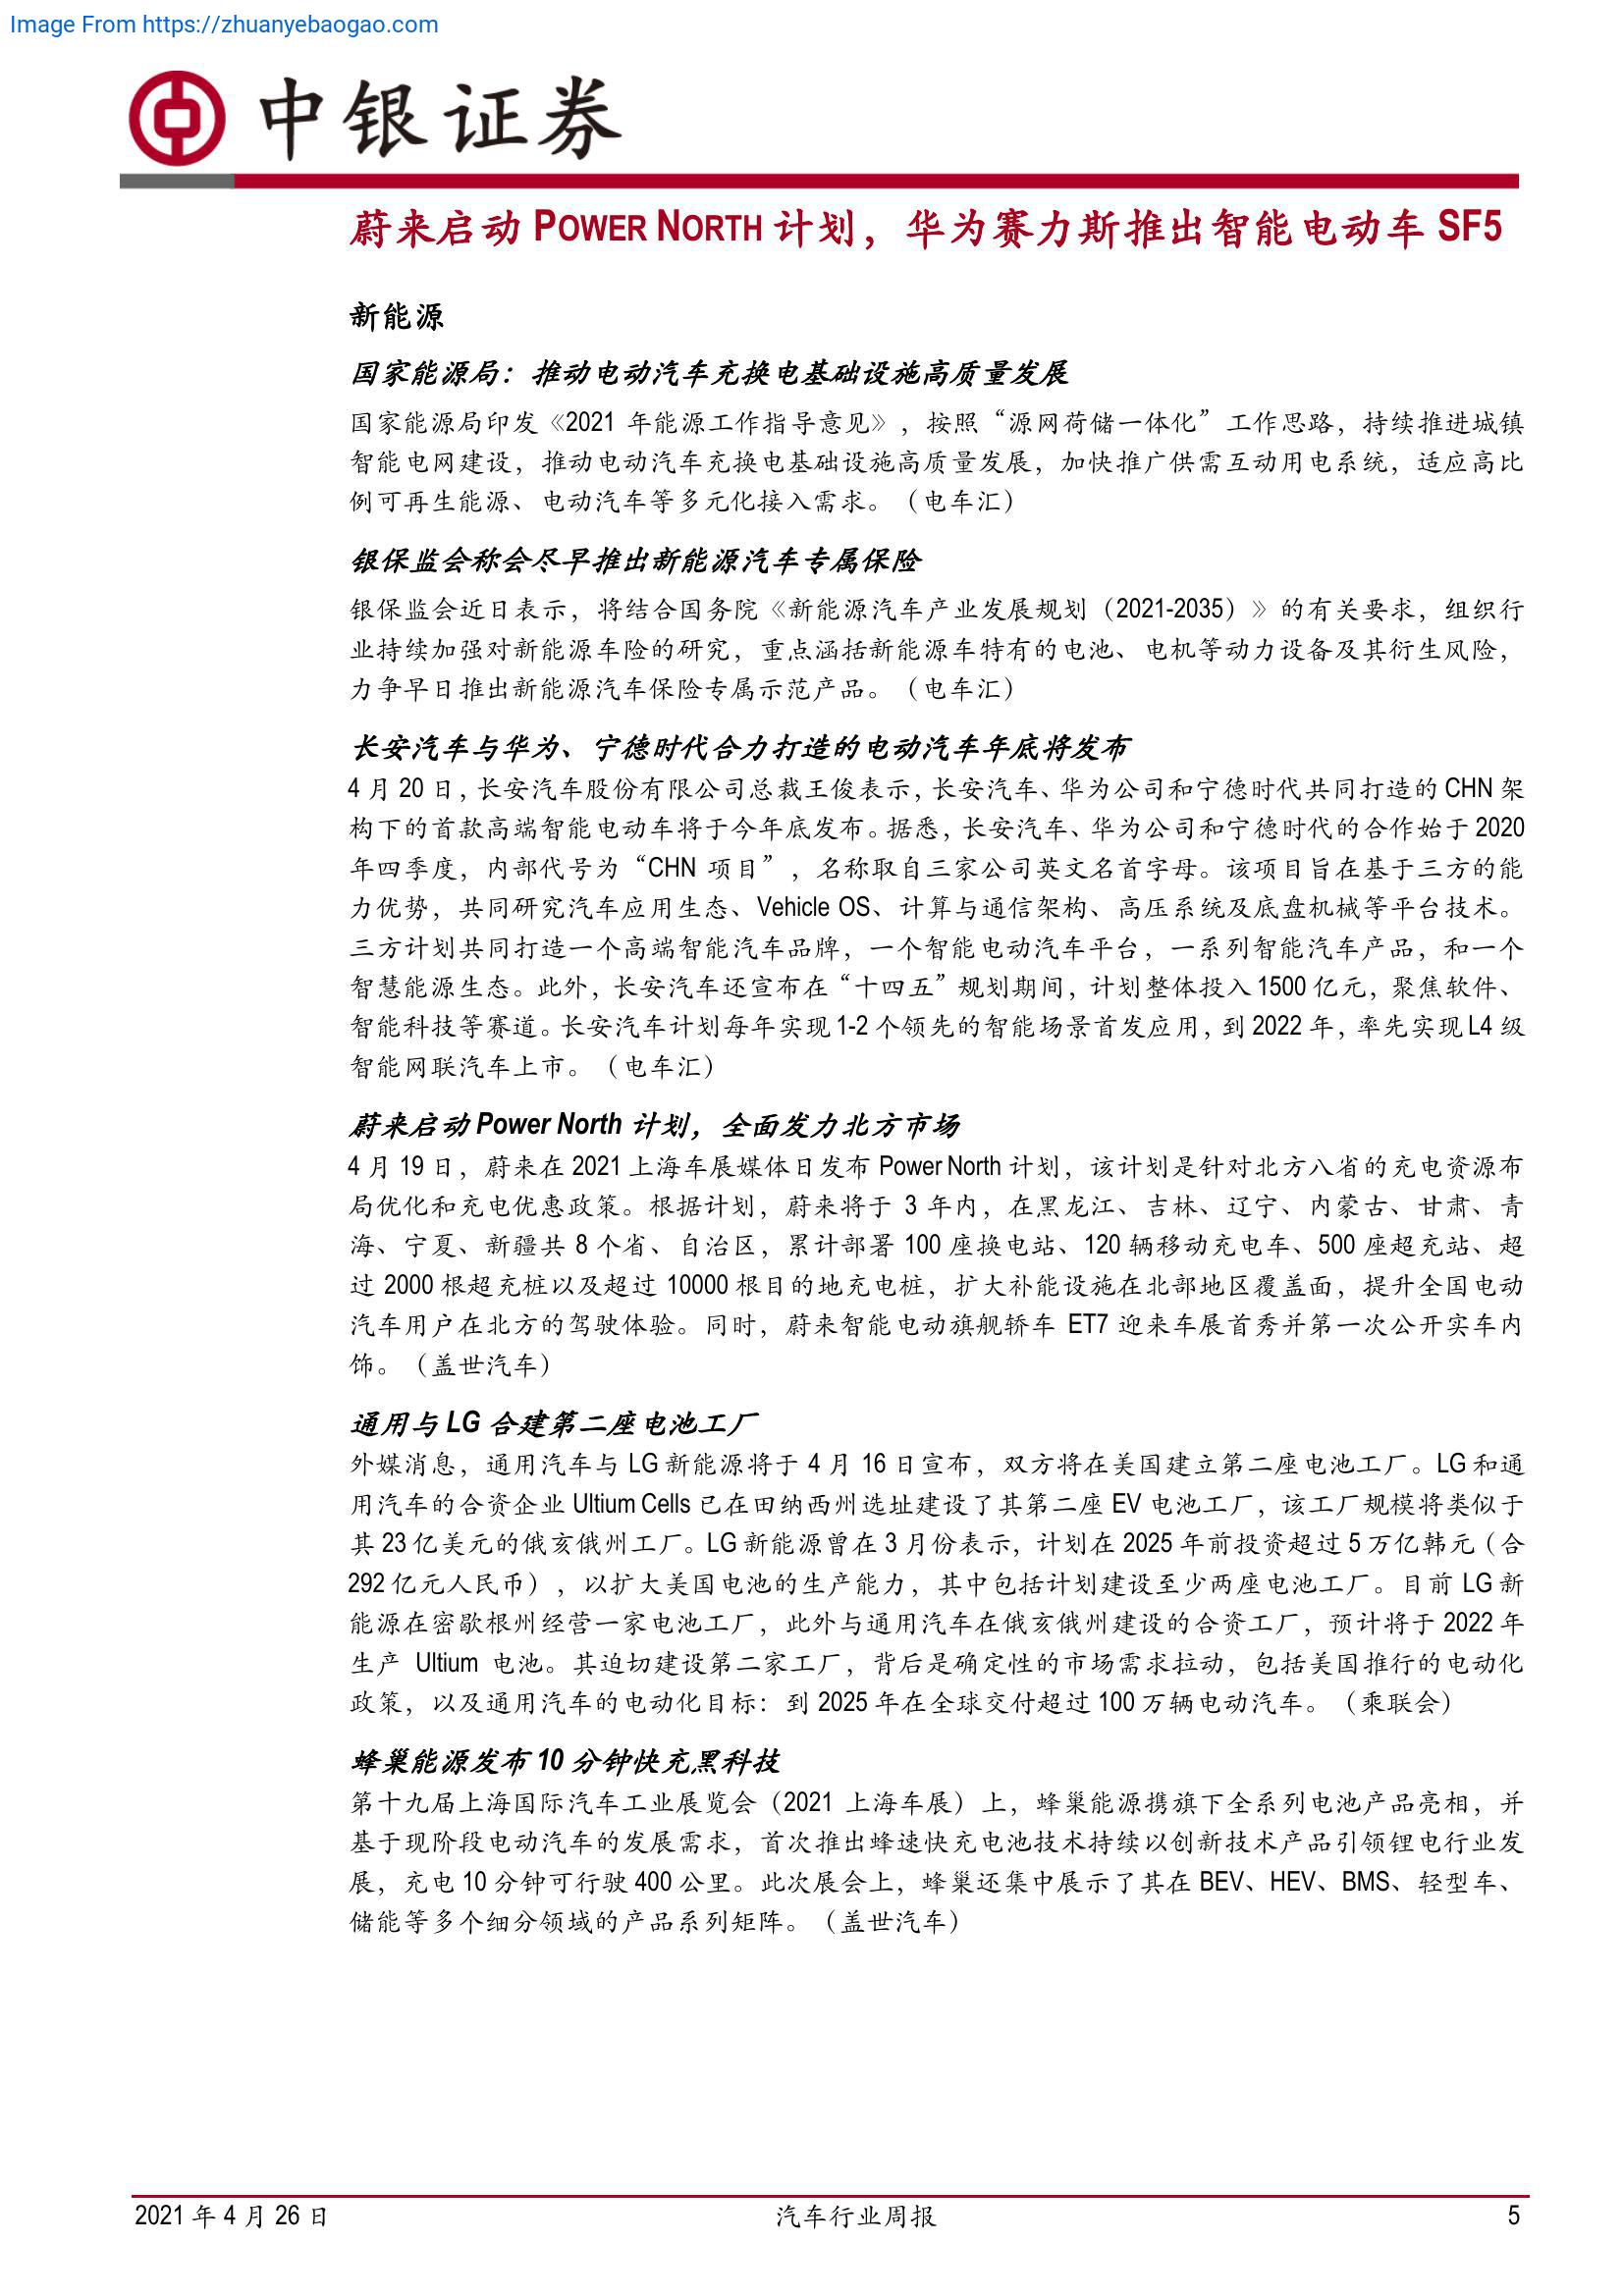 Image From https://zhuanyebaogao.com
中银证券
蔚来启动 POWER NORTH 计划，华为赛力斯推出智能电动车 SF5
新能源
国家能源局：推动电动汽车充换电基础设施高质量发展
国家能源局印发《2021 年能源工作指导意见》，按照“源网荷储一体化”工作思路，持续推进城镇
智能电网建设，推动电动汽车充换电基础设施高质量发展，加快推广供需互动用电系统，适应高比
例可再生能源、电动汽车等多元化接入需求。（电车汇）
银保监会称会尽早推出新能源汽车专属保险
银保监会近日表示，将结合国务院《新能源汽车产业发展规划（2021-2035）》的有关要求，组织行
业持续加强对新能源车险的研究，重点涵括新能源车特有的电池、电机等动力设备及其衍生风险，
力争早日推出新能源汽车保险专属示范产品。（电车汇）
长安汽车与华为、宁德时代合力打造的电动汽车年底将发布
4 月 20 日，长安汽车股份有限公司总裁王俊表示，长安汽车、华为公司和宁德时代共同打造的 CHN 架
构下的首款高端智能电动车将于今年底发布。据悉，长安汽车、华为公司和宁德时代的合作始于 2020
年四季度，内部代号为“CHN 项目”，名称取自三家公司英文名首字母。该项目旨在基于三方的能
力优势，共同研究汽车应用生态、Vehicle OS、计算与通信架构、高压系统及底盘机械等平台技术。
三方计划共同打造一个高端智能汽车品牌，一个智能电动汽车平台，一系列智能汽车产品，和一个
智慧能源生态。此外，长安汽车还宣布在“十四五”规划期间，计划整体投入 1500 亿元，聚焦软件、
智能科技等赛道。长安汽车计划每年实现 1-2 个领先的智能场景首发应用，到 2022 年，率先实现 L4 级
智能网联汽车上市。（电车汇）
蔚来启动 Power North 计划，全面发力北方市场
4 月 19 日，蔚来在 2021 上海车展媒体日发布 Power North 计划，该计划是针对北方八省的充电资源布
局优化和充电优惠政策。根据计划，蔚来将于 3 年内，在黑龙江、吉林、辽宁、内蒙古、甘肃、青
海、宁夏、新疆共 8 个省、自治区，累计部署 100 座换电站、120 辆移动充电车、500 座超充站、超
过 2000 根超充桩以及超过 10000 根目的地充电桩，扩大补能设施在北部地区覆盖面，提升全国电动
汽车用户在北方的驾驶体验。同时，蔚来智能电动旗舰轿车 ET7 迎来车展首秀并第一次公开实车内
饰。（盖世汽车）
通用与 LG 合建第二座电池工厂
外媒消息，通用汽车与 LG 新能源将于 4 月 16 日宣布，双方将在美国建立第二座电池工厂。LG 和通
用汽车的合资企业 Ultium Cells 已在田纳西州选址建设了其第二座 EV 电池工厂，该工厂规模将类似于
其 23 亿美元的俄亥俄州工厂。LG 新能源曾在 3 月份表示，计划在 2025 年前投资超过 5 万亿韩元（合
292 亿元人民币），以扩大美国电池的生产能力，其中包括计划建设至少两座电池工厂。目前 LG 新
能源在密歇根州经营一家电池工厂，此外与通用汽车在俄亥俄州建设的合资工厂，预计将于 2022 年
生产 Ultium 电池。其迫切建设第二家工厂，背后是确定性的市场需求拉动，包括美国推行的电动化
政策，以及通用汽车的电动化目标：到 2025 年在全球交付超过 100 万辆电动汽车。（乘联会）
蜂巢能源发布 10 分钟快充黑科技
第十九届上海国际汽车工业展览会（2021 上海车展）上，蜂巢能源携旗下全系列电池产品亮相，并
基于现阶段电动汽车的发展需求，首次推出蜂速快充电池技术持续以创新技术产品引领锂电行业发
展，充电 10 分钟可行驶 400 公里。此次展会上，蜂巢还集中展示了其在 BEV、HEV、BMS、轻型车、
储能等多个细分领域的产品系列矩阵。（盖世汽车）
2021 年 4 月 26 日 汽车行业周报 5